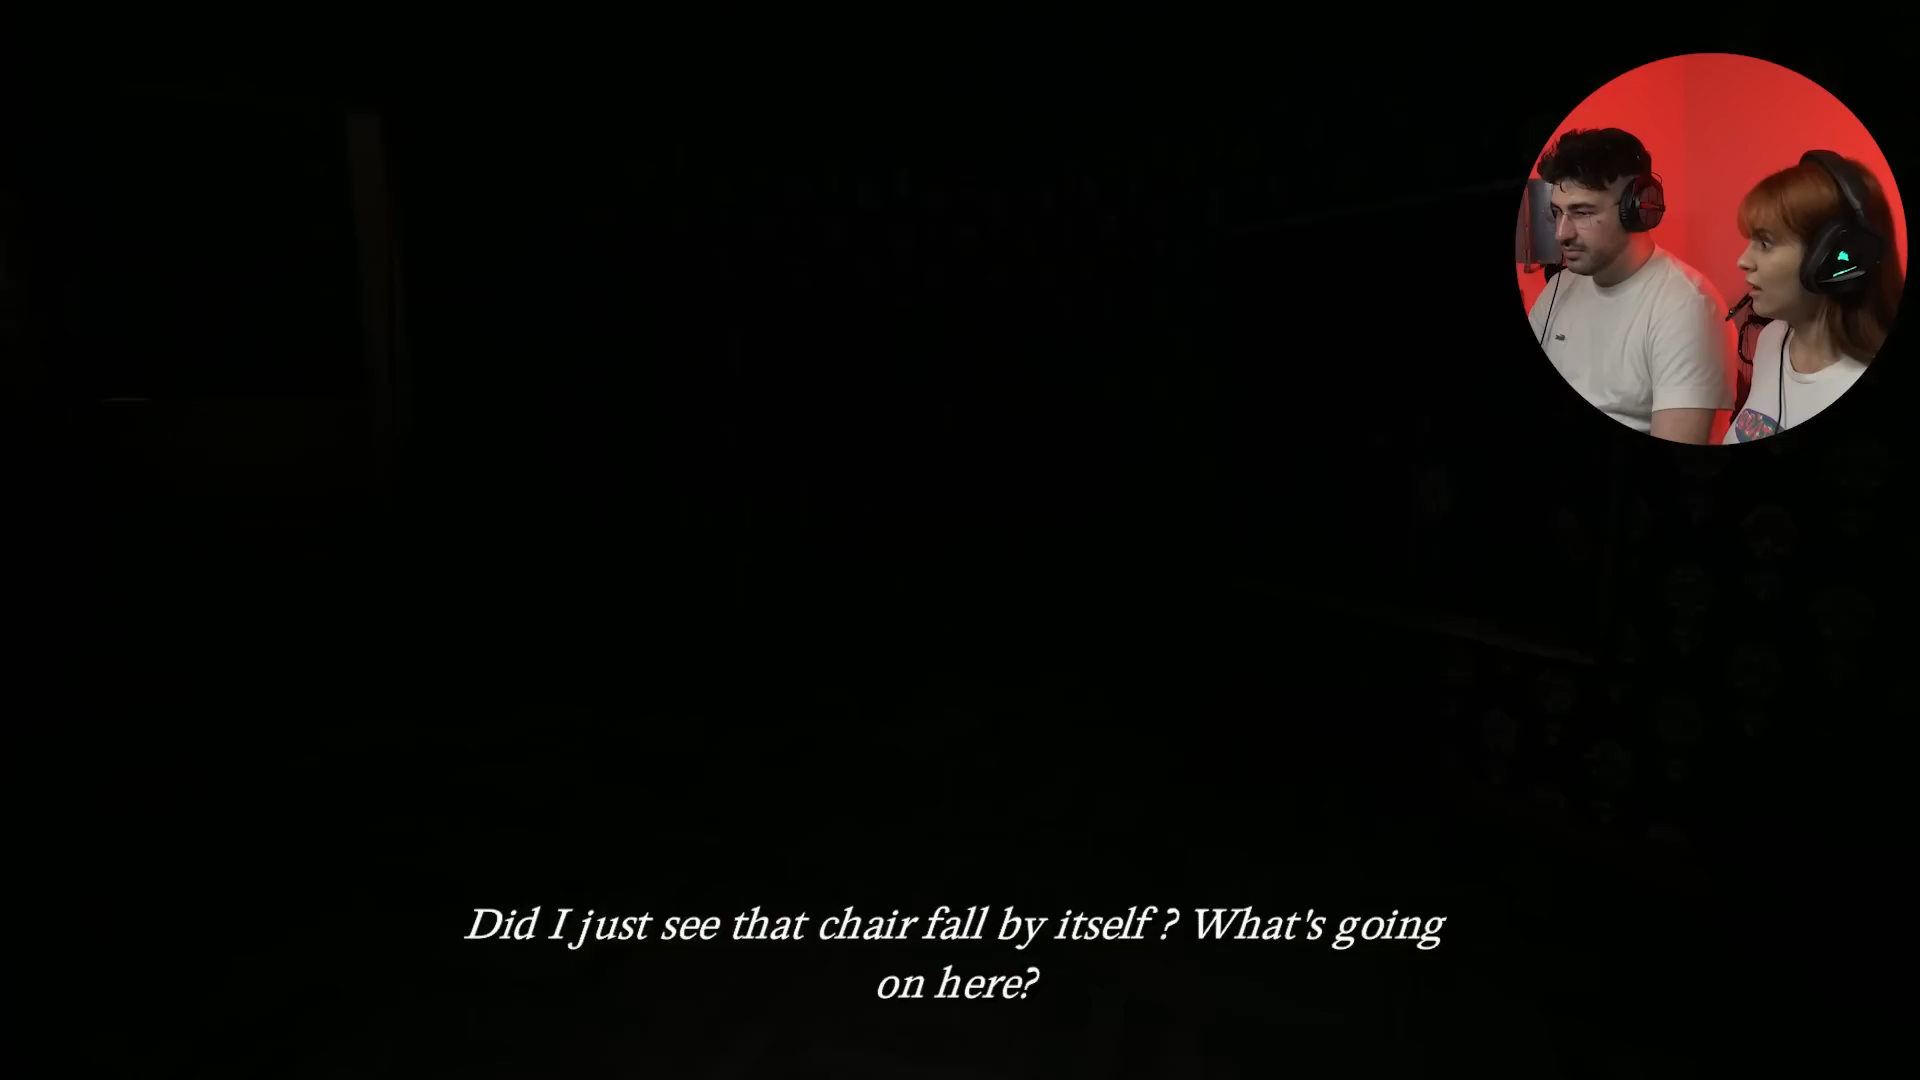 Did I just see that chair fall by itself ? What's going
on here?